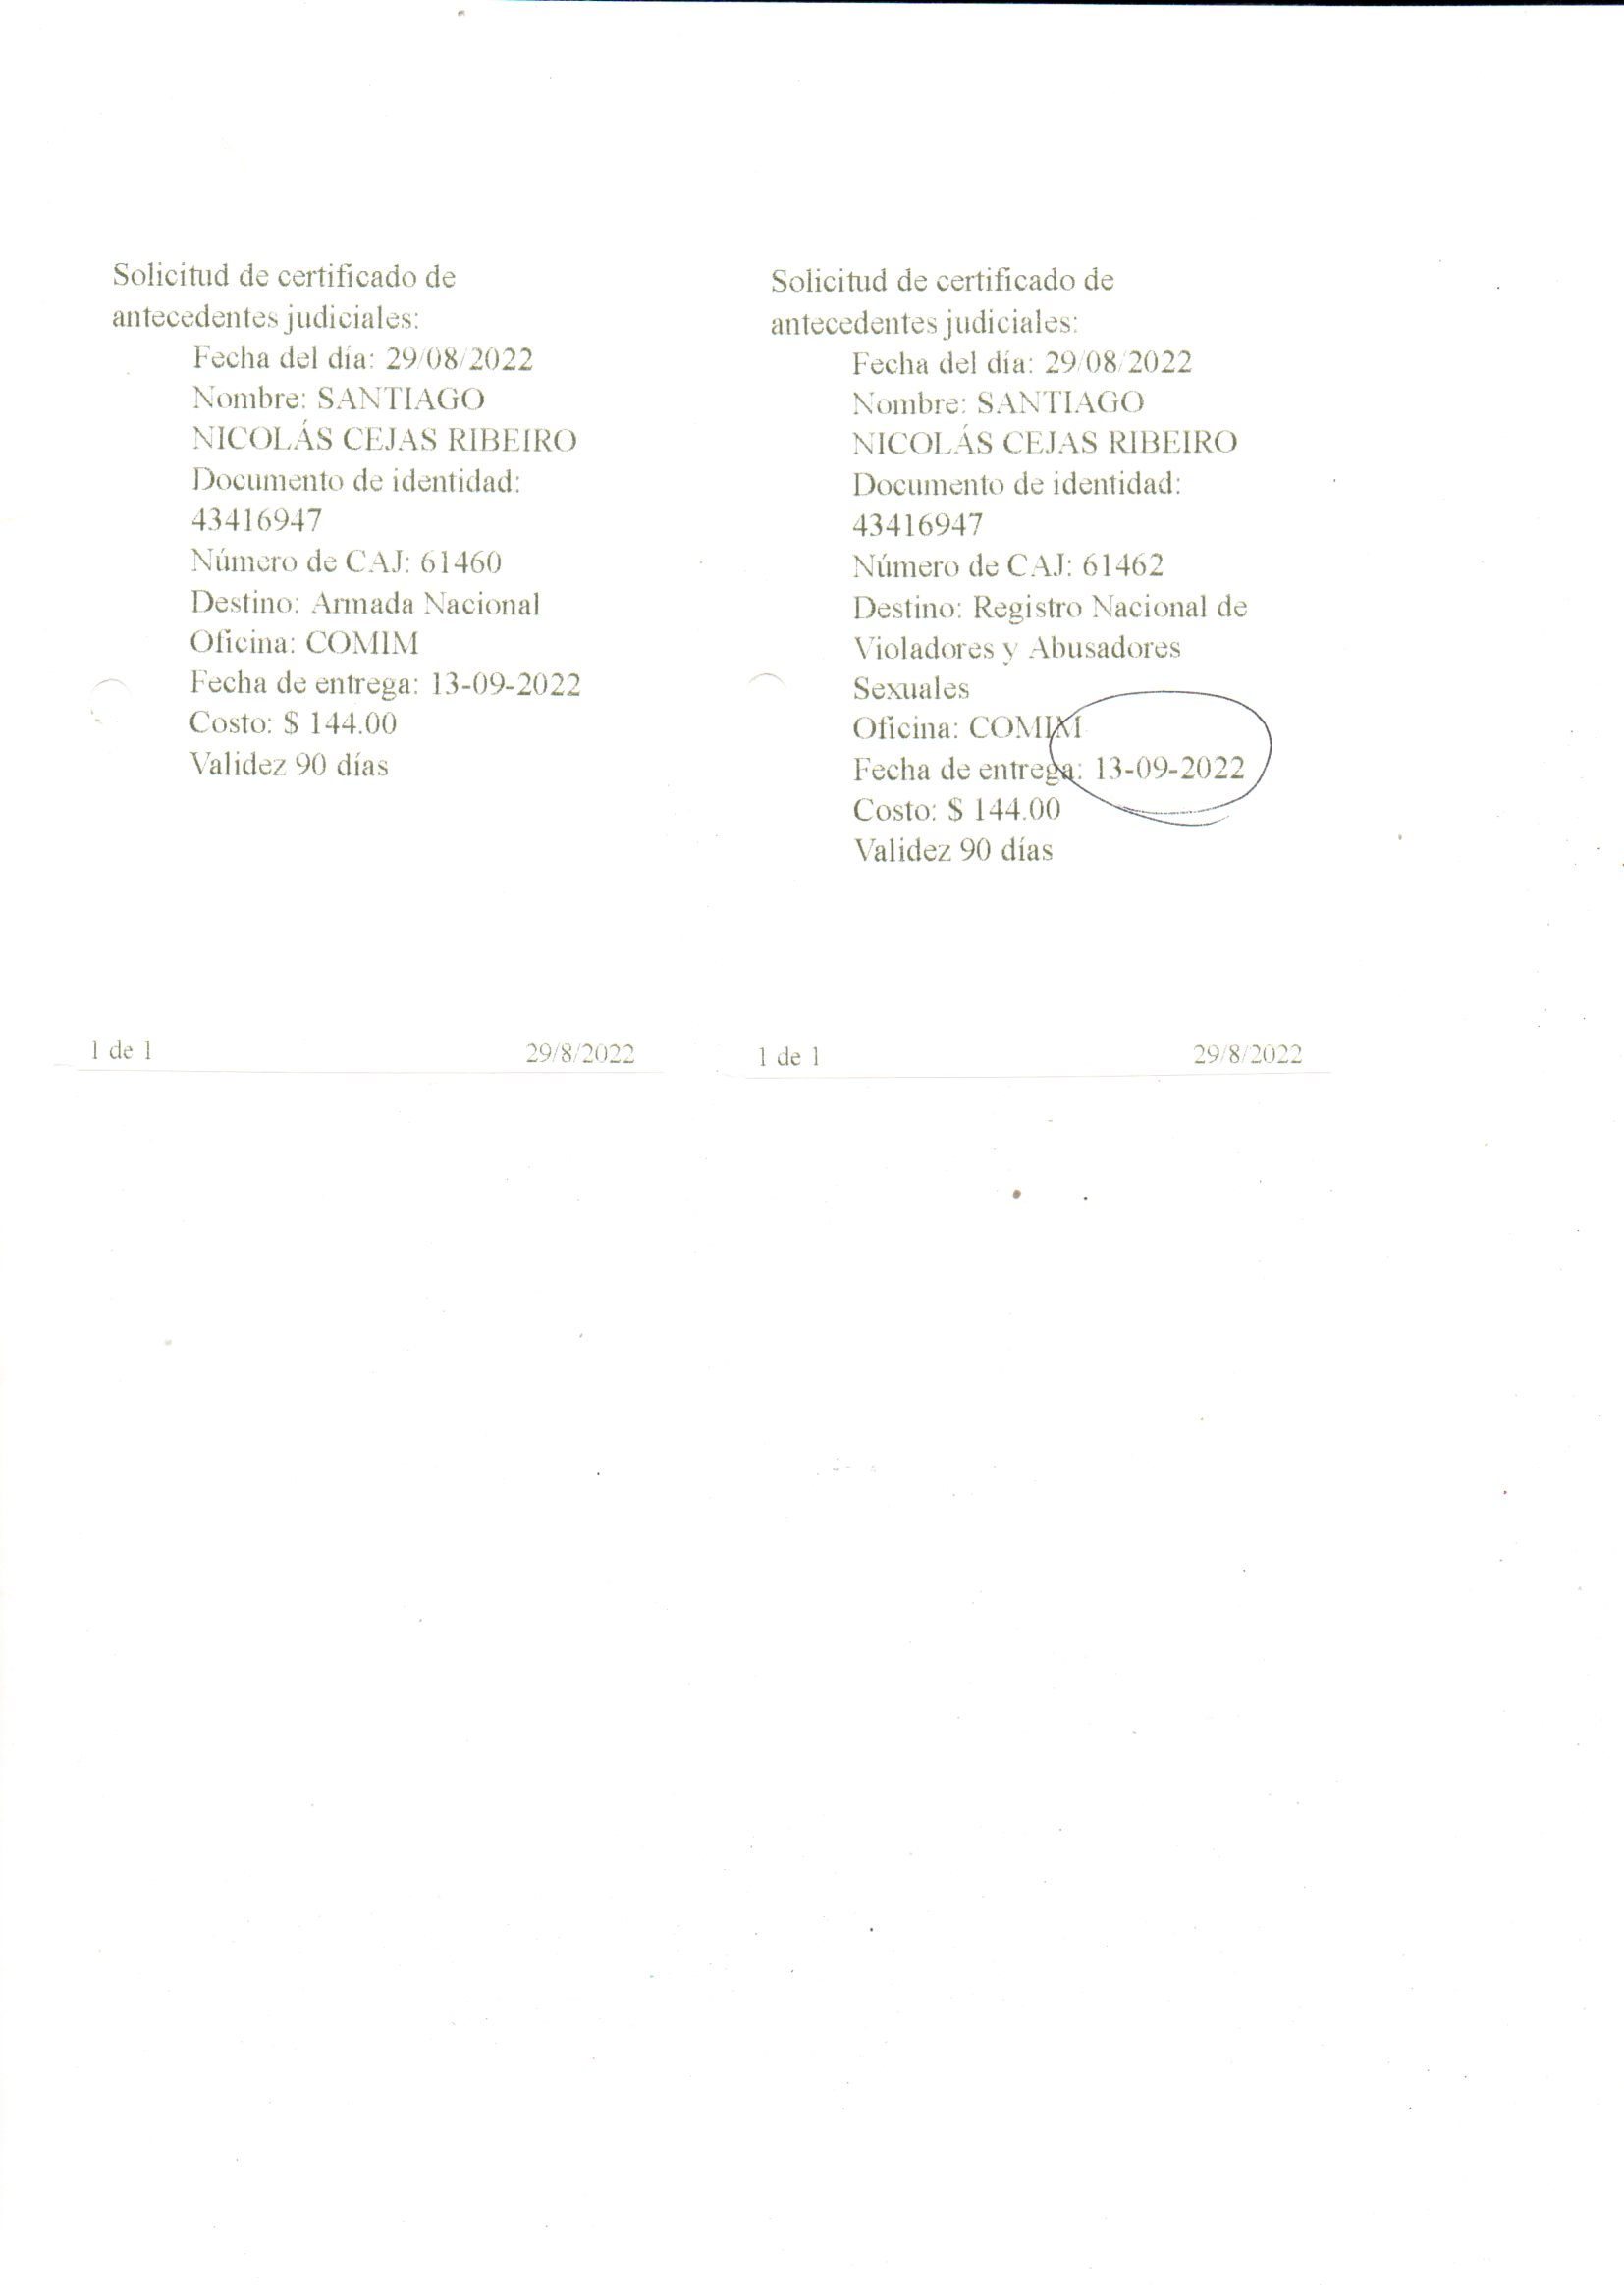 Solicitud de certificado de
antecedentes judiciales:
Fecha del día: 29/08/2022
Nombre: SANTIAGO
NICOLÁS CEJAS RIBEIRO
Documento de identidad:
43416947
Número de CAJ: 61460
Destino: Armada Nacional
Oficina: COMIM
Fecha de entrega: 13-09-2022
Costo: $ 144.00
Validez 90 días
1 de 1
29/8/2022
Solicitud de certificado de
antecedentes judiciales:
Fecha del día: 29/08/2022
Nombre: SANTIAGO
NICOLÁS CEJAS RIBEIRO
Documento de identidad:
43416947
Número de CAJ: 61462
Destino: Registro Nacional de
Violadores y Abusadores
Sexuales
Oficina: COMIM
Fecha de entrega: 13-09-2022
Costo: $ 144.00
Validez 90 días
1 de 1
29/8/2022